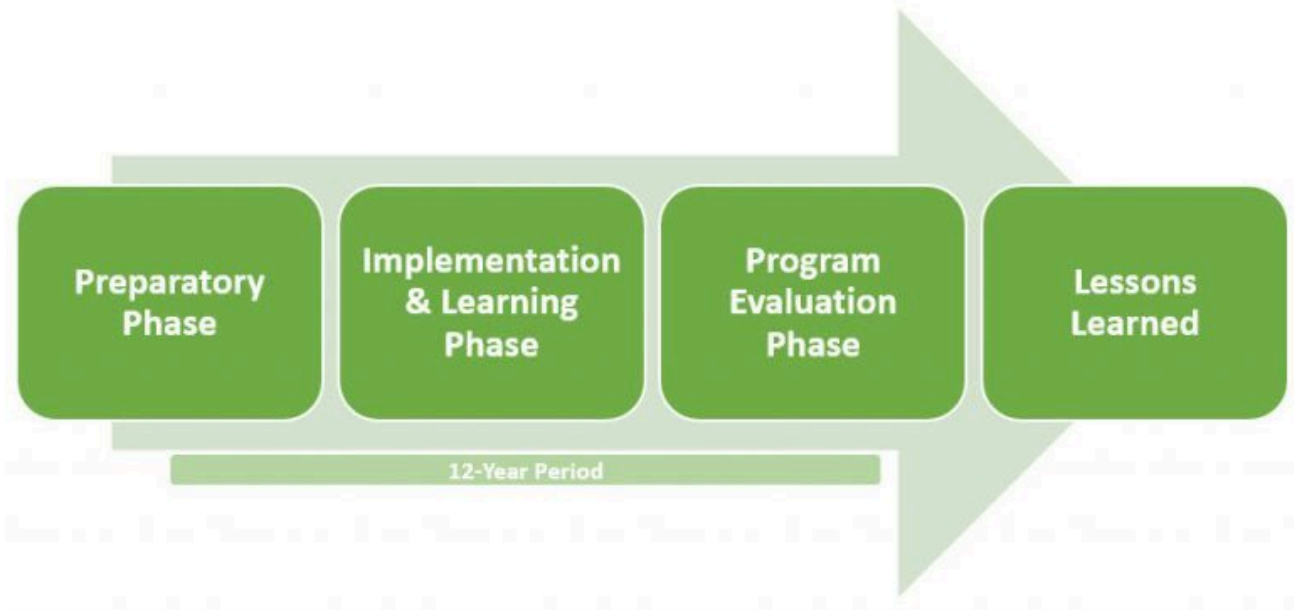 Preparatory
Phase
Implementation
& Learning
Phase
Program
Evaluation
Phase
Lessons
Learned
12-Year Period